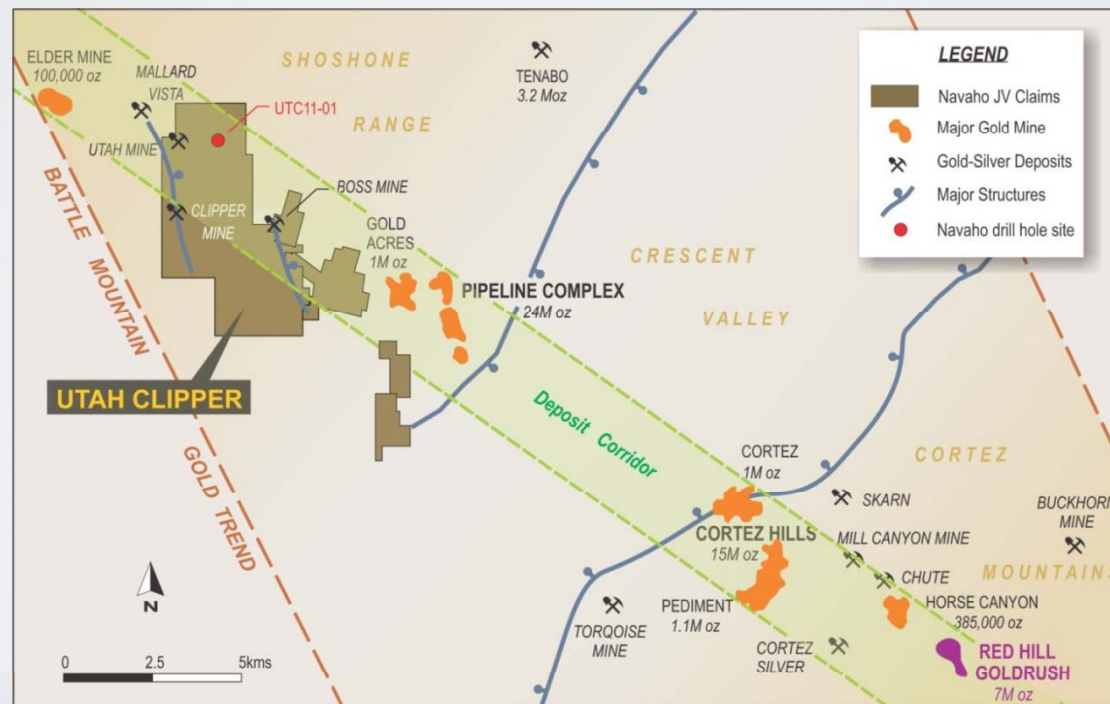 ELDER MINE
100,000 oz
MALLARD
VISTA
UTC11-01
UTAH MINE
CLIPPER
MINE
BOSS MINE
SHOSHONE
RANGE
TENABO
3.2 Moz
LEGEND
Navaho JV Claims
Major Gold Mine
Gold-Silver Deposits
Major Structures
Navaho drill hole site
GOLD
ACRES
1M oz
PIPELINE COMPLEX
24M oz
CRESCENT
VALLEY
BATTLE MOUNTAIN
GOLD TREND
UTAH CLIPPER
Deposit Corridor
CORTEZ
1M oz
CORTEZ HILLS
15M oz
PEDIMENT
1.1M oz
SKARN
MILL CANYON MINE
CHUTE
CORTEZ
MOUNTAINS
BUCKHORN
MINE
HORSE CANYON
385,000 oz
TORQOISE
MINE
CORTEZ
SILVER
RED HILL
GOLDRUSH
7M oz
N
0 2.5 5kms